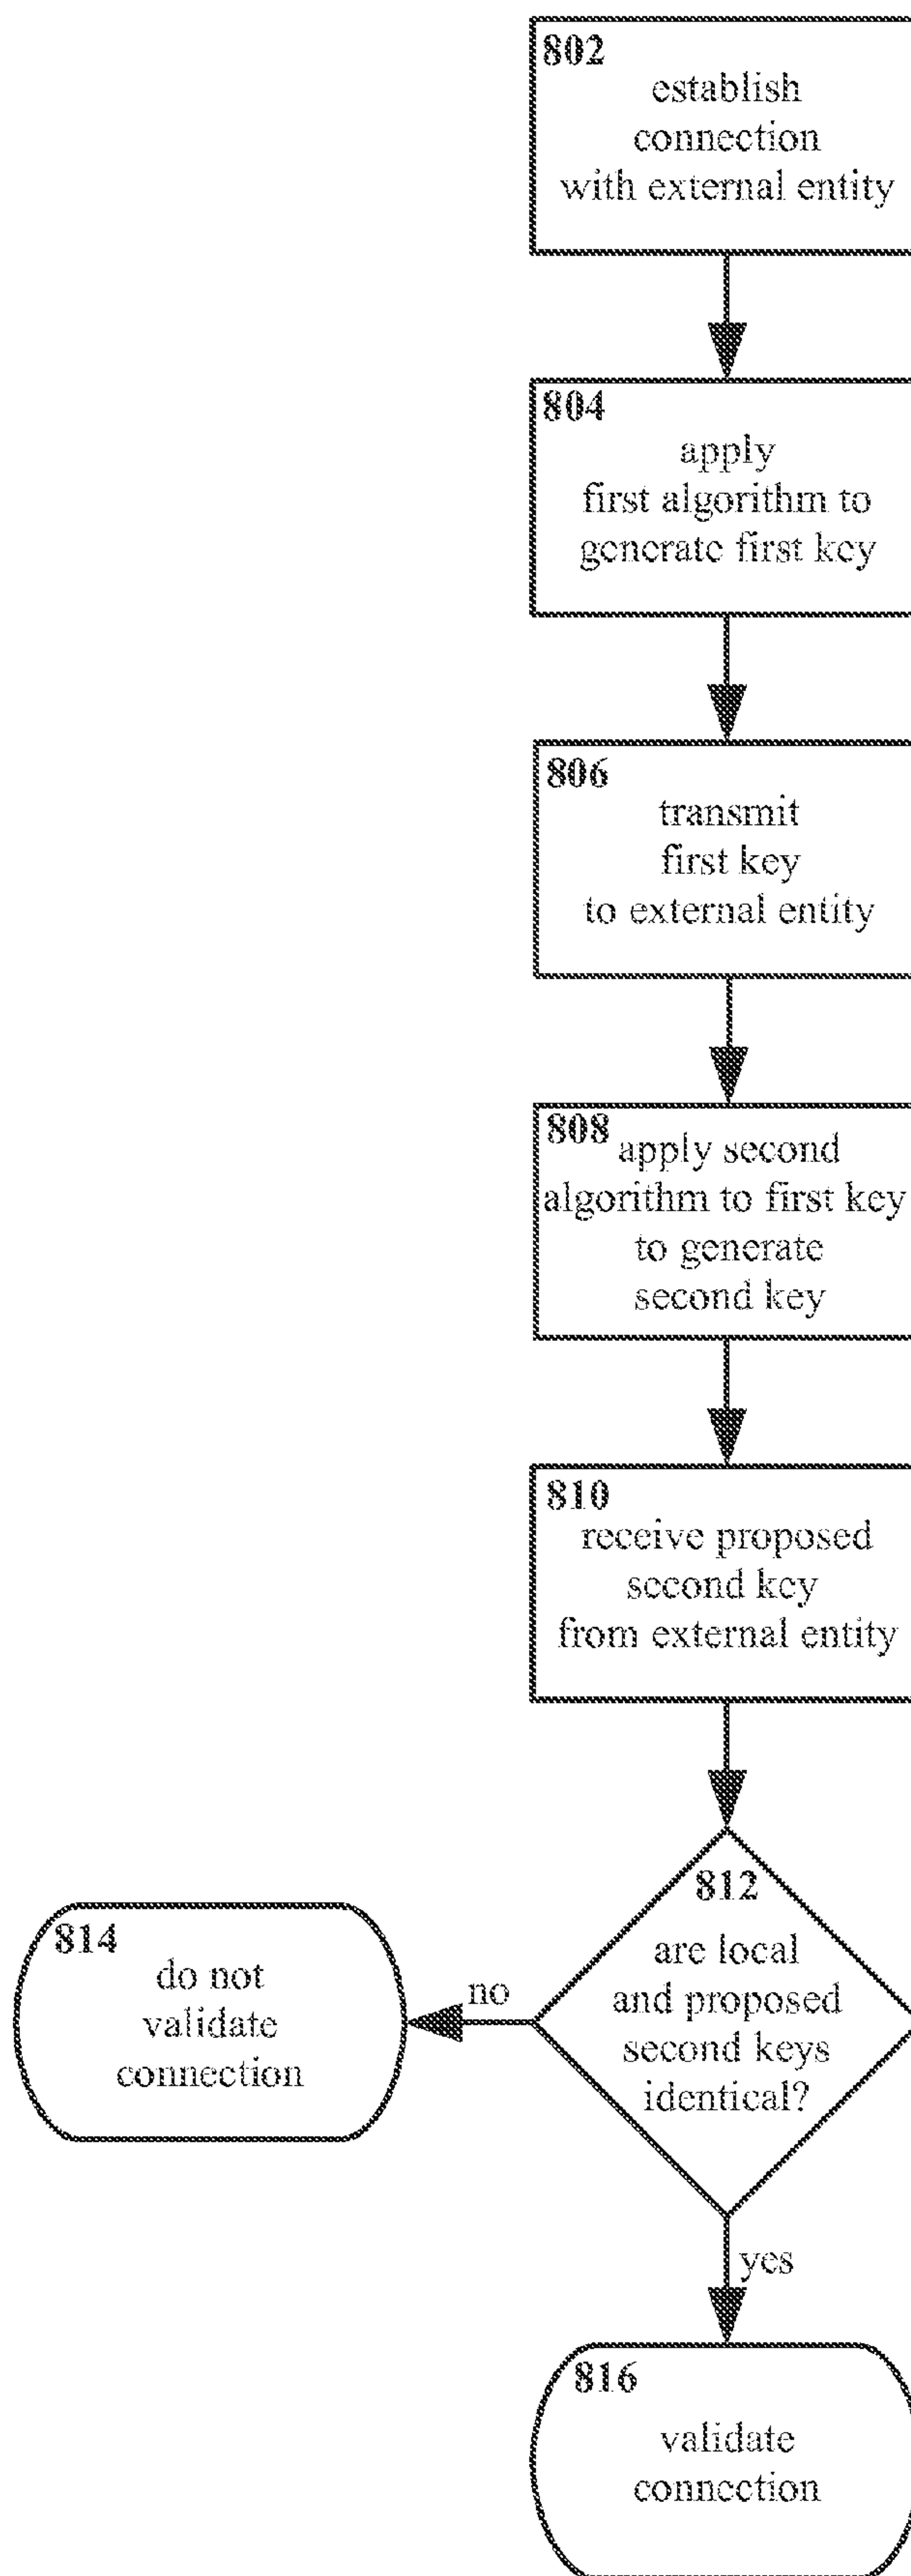 802
establish
connection
with external entity
804
apply
first algorithm to
generate first key
806
transmit
first key
to external entity
808
apply second
algorithm to first key
to generate
second key
810
receive proposed
second key
from external entity
812
are local
and proposed
second keys
identical?
no
814
do not
validate
connection
yes
816
validate
connection